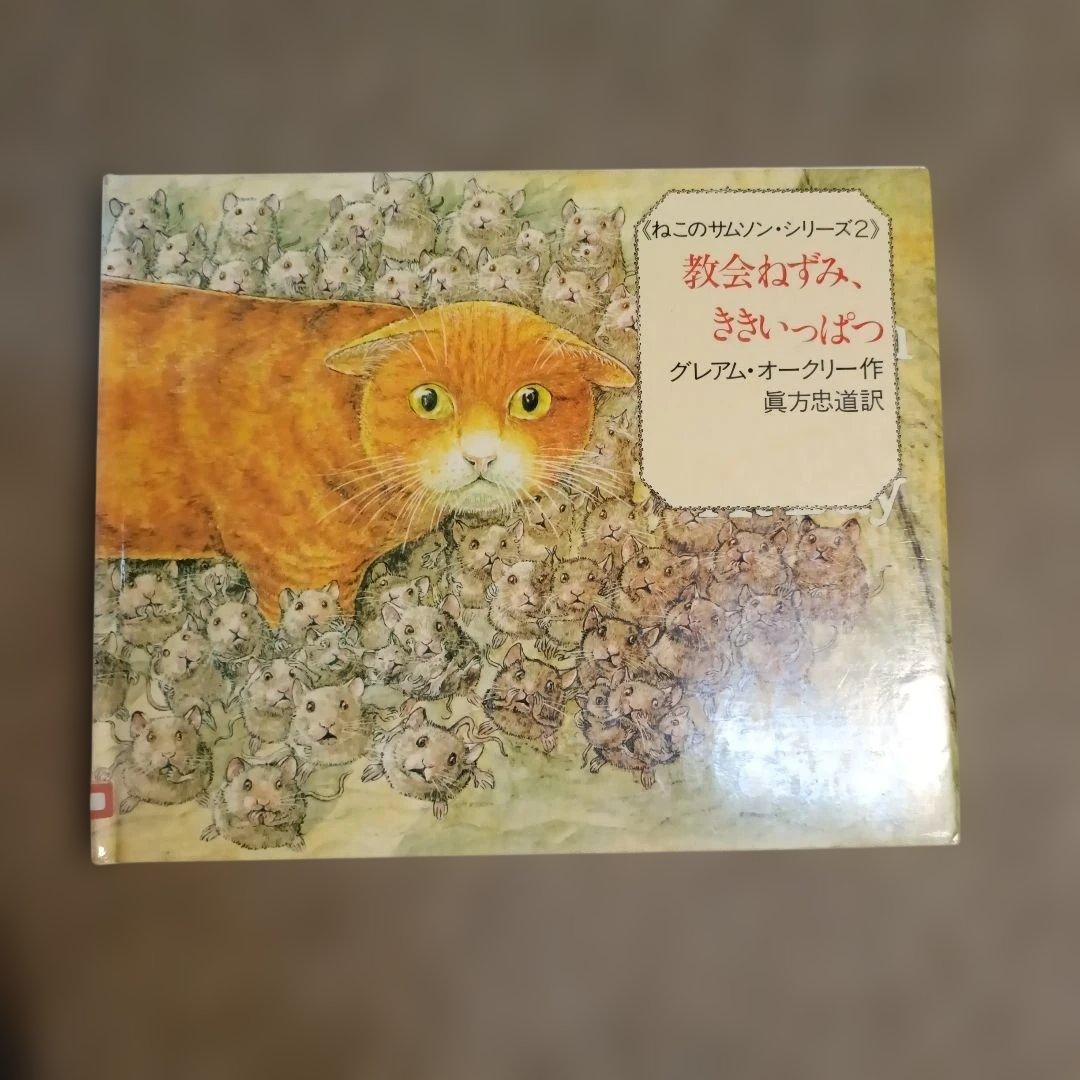 《ねこのサムソン・シリーズ2》
教会ねずみ、
ききいっぱつ
グレアム・オークリー作
眞方忠道訳